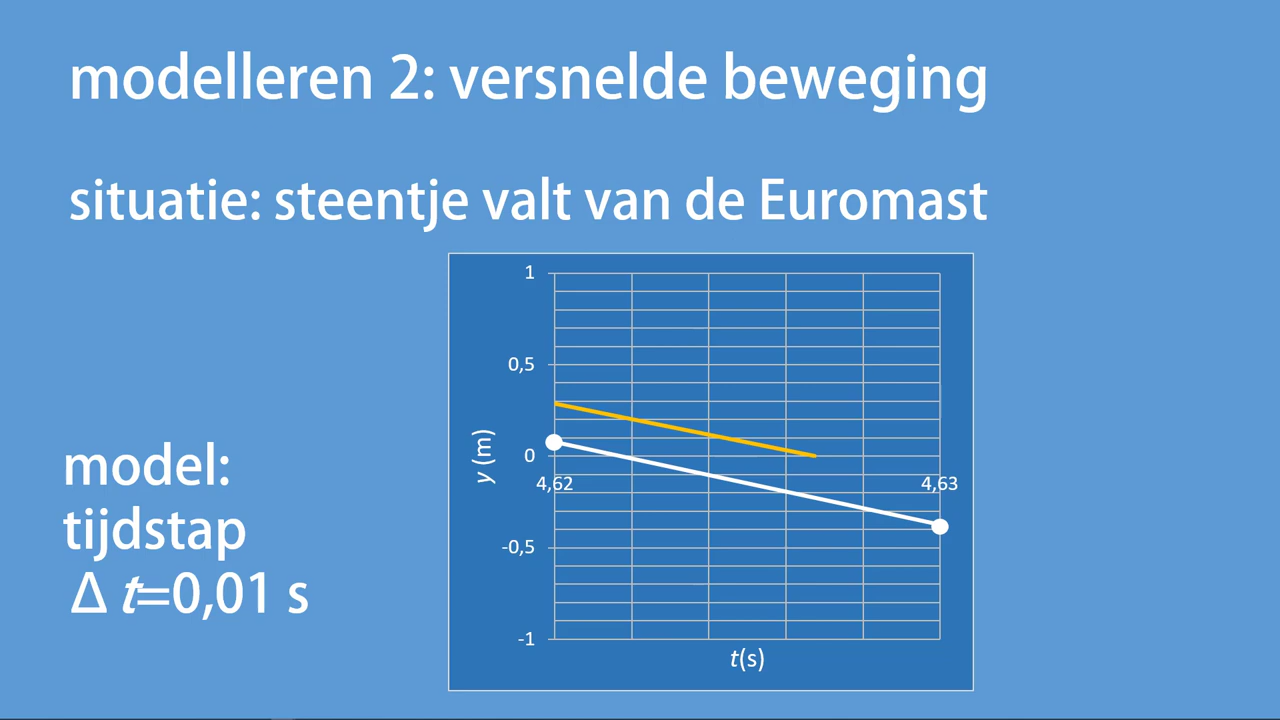 modelleren 2: versnelde beweging
situatie: steentje valt van de Euromast
1
0,5
y (m)
0
4,62
4,63
-0,5
-1
t(s)
model:
tijdstap
Δ t=0,01 s